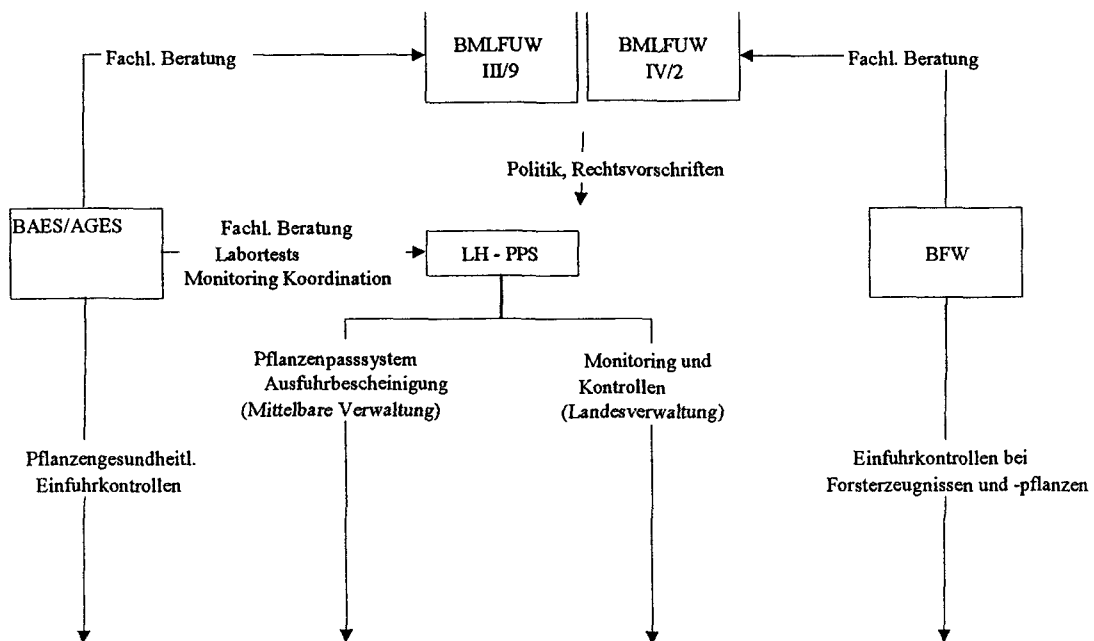 Fachl. Beratung
BMLFUW
III/9
BMLFUW
IV/2
Fachl. Beratung
Politik, Rechtsvorschriften
BAES/AGES
Fachl. Beratung
Labortests
Monitoring Koordination
LH - PPS
BFW
Pflanzenpasssystem
Ausfuhrbescheinigung
(Mittelbare Verwaltung)
Monitoring und
Kontrollen
(Landesverwaltung)
Pflanzengesundheitl.
Einfuhrkontrollen
Einfuhrkontrollen bei
Forsterzeugnissen und -pflanzen